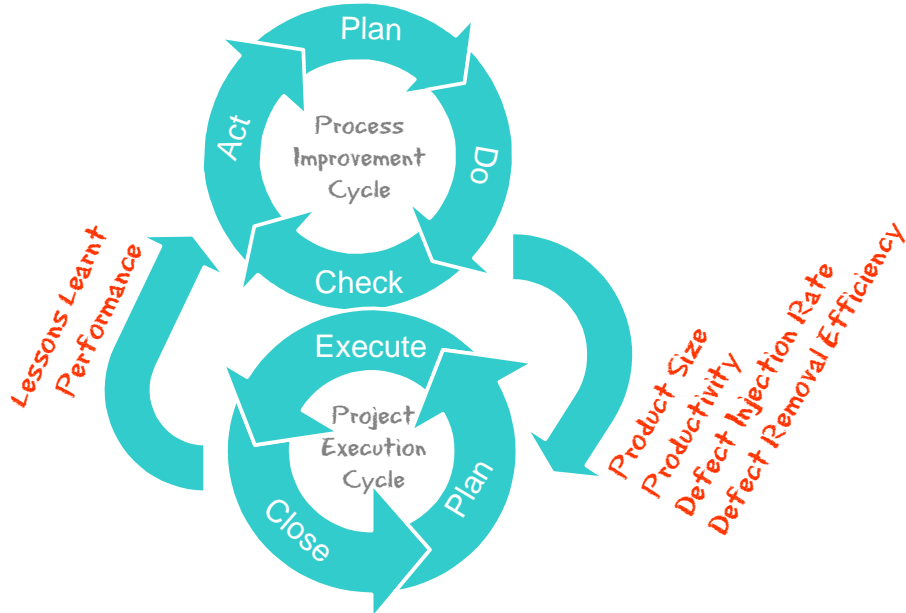 Plan
Act
Do
Process
Improvement
Cycle
Check
Lessons Learnt
Performance
Execute
Project
Execution
Cycle
Plan
Close
Product Size
Productivity
Defect Injection Rate
Defect Removal Efficiency